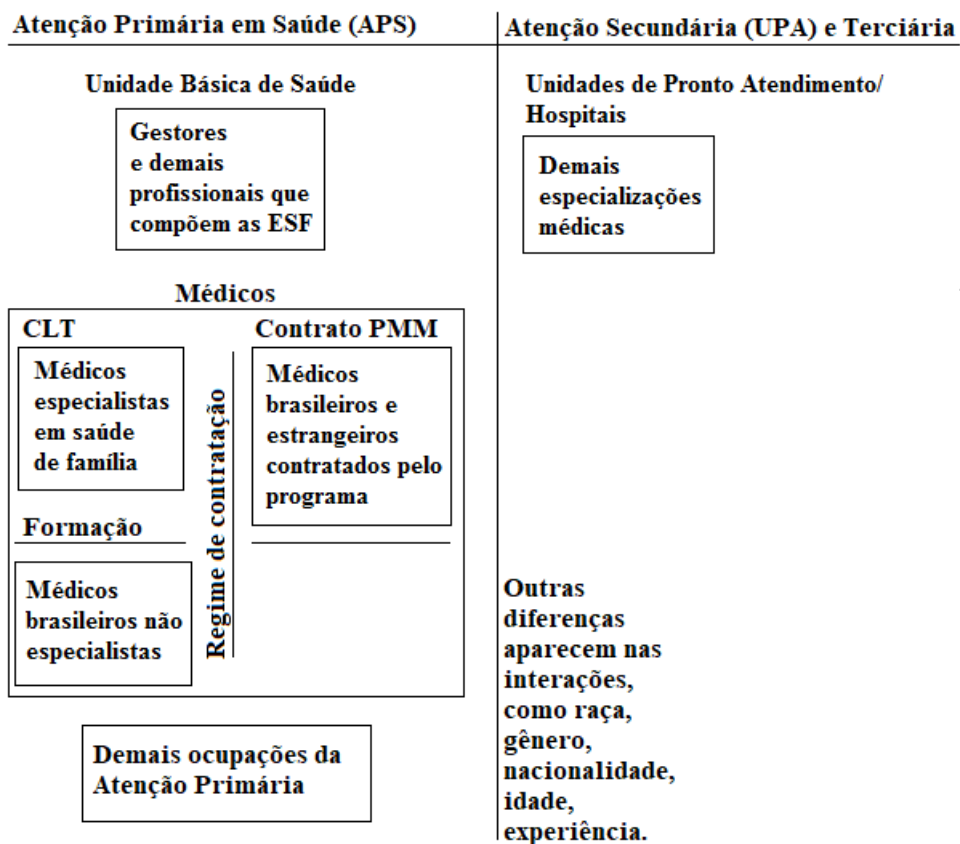 Atenção Primária em Saúde (APS)
Unidade Básica de Saúde
Gestores
e demais
profissionais que
compõem as ESF
Médicos
CLT
Médicos
especialistas
em saúde
de família
Formação
Médicos
brasileiros não
especialistas
Regime de contratação
Contrato PMM
Médicos
brasileiros e
estrangeiros
contratados pelo
programa
Demais ocupações da
Atenção Primária
Atenção Secundária (UPA) e Terciária
Unidades de Pronto Atendimento/
Hospitais
Demais
especializações
médicas
Outras
diferenças
aparecem nas
interações,
como raça,
gênero,
nacionalidade,
idade,
experiência.